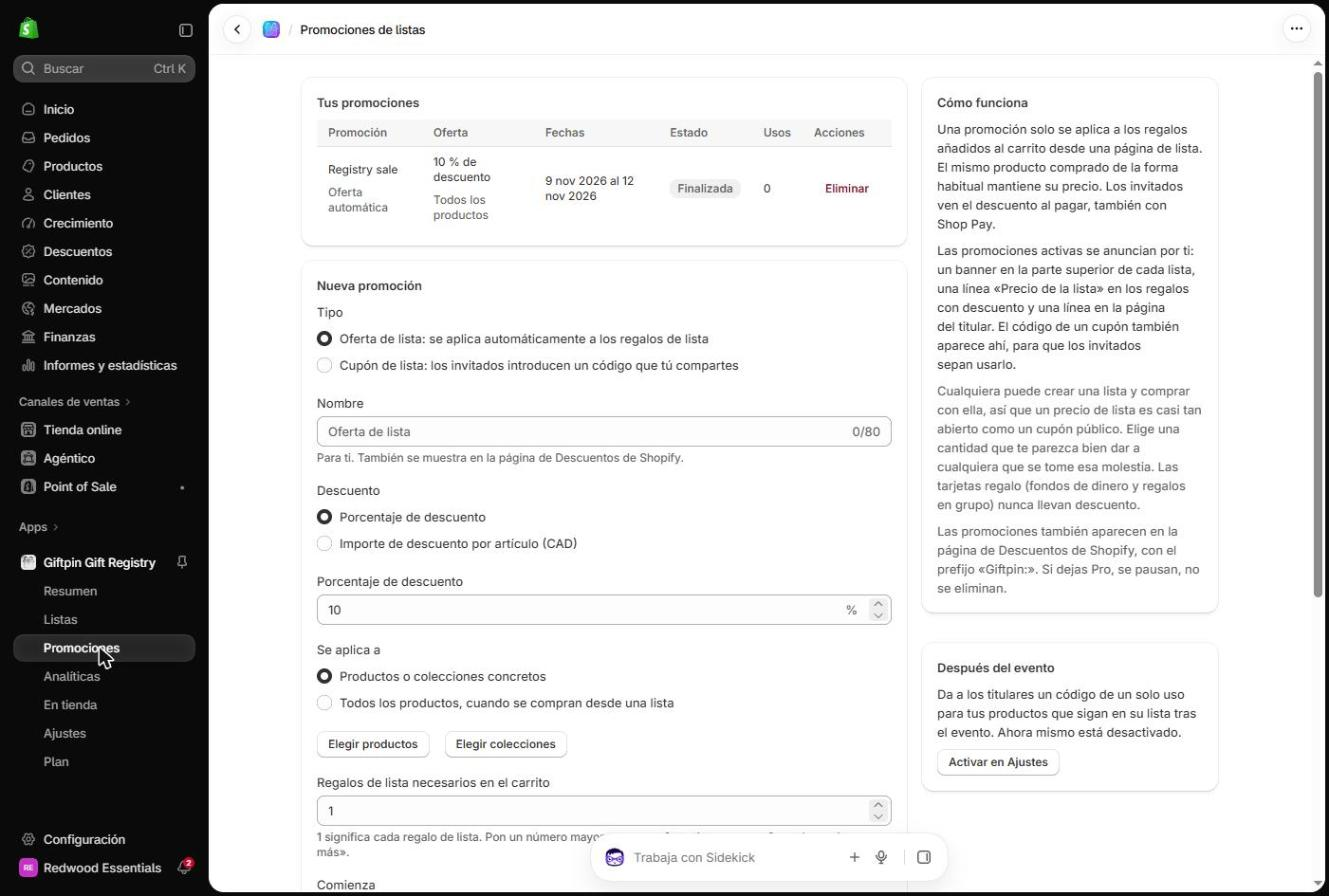 Buscar
Ctrl K
Inicio
Pedidos
Productos
Clientes
Crecimiento
Descuentos
Contenido
Mercados
Finanzas
Informes y estadísticas
Canales de ventas
Tienda online
Agéntico
Point of Sale
Apps
Giftpin Gift Registry
Resumen
Listas
Promociones
Analíticas
En tienda
Ajustes
Plan
Configuración
RE Redwood Essentials 2
/ Promociones de listas
Tus promociones
Promoción Oferta Fechas Estado Usos Acciones
Registry sale
Oferta
automática
10 % de
descuento
Todos los
productos
9 nov 2026 al 12
nov 2026
Finalizada
0
Eliminar
Nueva promoción
Tipo
Oferta de lista: se aplica automáticamente a los regalos de lista
Cupón de lista: los invitados introducen un código que tú compartes
Nombre
Oferta de lista 0/80
Para ti. También se muestra en la página de Descuentos de Shopify.
Descuento
Porcentaje de descuento
Importe de descuento por artículo (CAD)
Porcentaje de descuento
10 %
Se aplica a
Productos o colecciones concretos
Todos los productos, cuando se compran desde una lista
Elegir productos Elegir colecciones
Regalos de lista necesarios en el carrito
1
1 significa cada regalo de lista. Pon un número mayo
más».
Comienza
Trabaja con Sidekick
Cómo funciona
Una promoción solo se aplica a los regalos
añadidos al carrito desde una página de lista.
El mismo producto comprado de la forma
habitual mantiene su precio. Los invitados
ven el descuento al pagar, también con
Shop Pay.
Las promociones activas se anuncian por ti:
un banner en la parte superior de cada lista,
una línea «Precio de la lista» en los regalos
con descuento y una línea en la página
del titular. El código de un cupón también
aparece ahí, para que los invitados
sepan usarlo.
Cualquiera puede crear una lista y comprar
con ella, así que un precio de lista es casi tan
abierto como un cupón público. Elige una
cantidad que te parezca bien dar a
cualquiera que se tome esa molestia. Las
tarjetas regalo (fondos de dinero y regalos
en grupo) nunca llevan descuento.
Las promociones también aparecen en la
página de Descuentos de Shopify, con el
prefijo «Giftpin:». Si dejas Pro, se pausan, no
se eliminan.
Después del evento
Da a los titulares un código de un solo uso
para tus productos que sigan en su lista tras
el evento. Ahora mismo está desactivado.
Activar en Ajustes